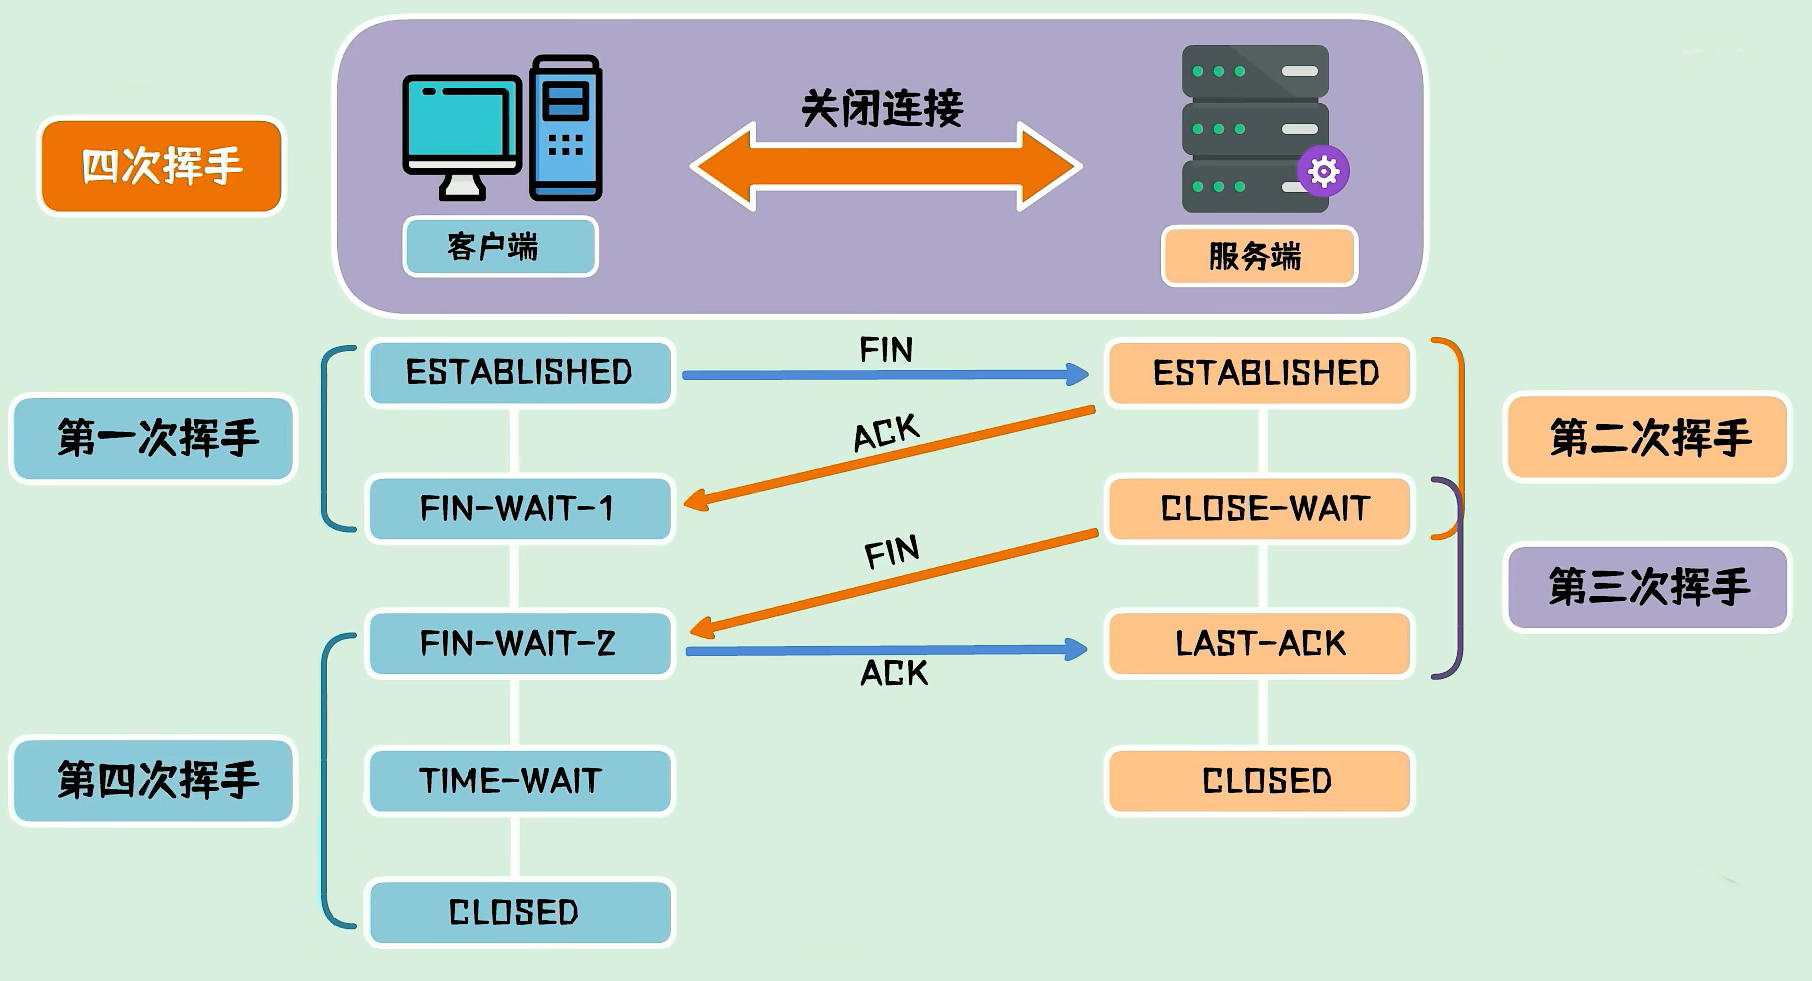 四次挥手
关闭连接
客户端
服务端
ESTABLISHED
FIN
ESTABLISHED
第一次挥手
ACK
第二次挥手
FIN-WAIT-1
CLOSE-WAIT
FIN
第三次挥手
FIN-WAIT-2
LAST-ACK
ACK
第四次挥手
TIME-WAIT
CLOSED
CLOSED